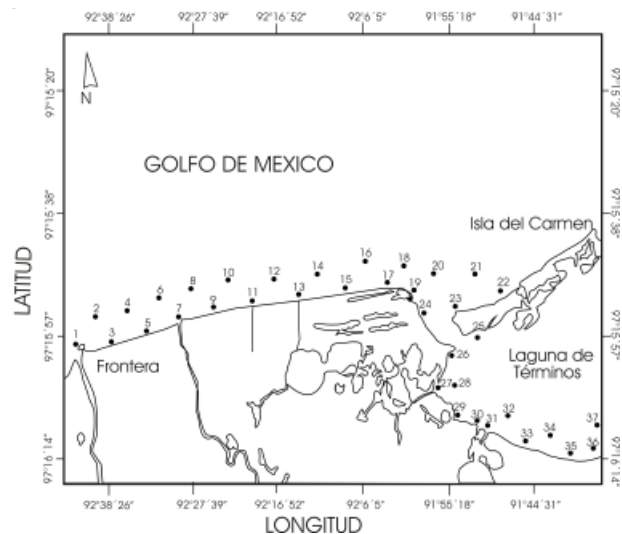 92°38´26" 92°27´39" 92°16´52" 92°6´5" 91°55´18" 91°44´31"
97°15´20" 97°15´20"
N
GOLFO DE MEXICO
97°15´38" 97°15´38"
Isla del Carmen
LATITUD
16 18
10 12 14 17 19 20 21
8 15 22
6 13
4 9 11 23
2 7 24
5 25
97°15´57" 97°15´57"
1 3
Frontera
26
Laguna de
Términos
27 28
29 30 31 32 37
33 34
35 36
97°16´14" 97°16´14"
92°38´26" 92°27´39" 92°16´52" 92°6´5" 91°55´18" 91°44´31"
LONGITUD